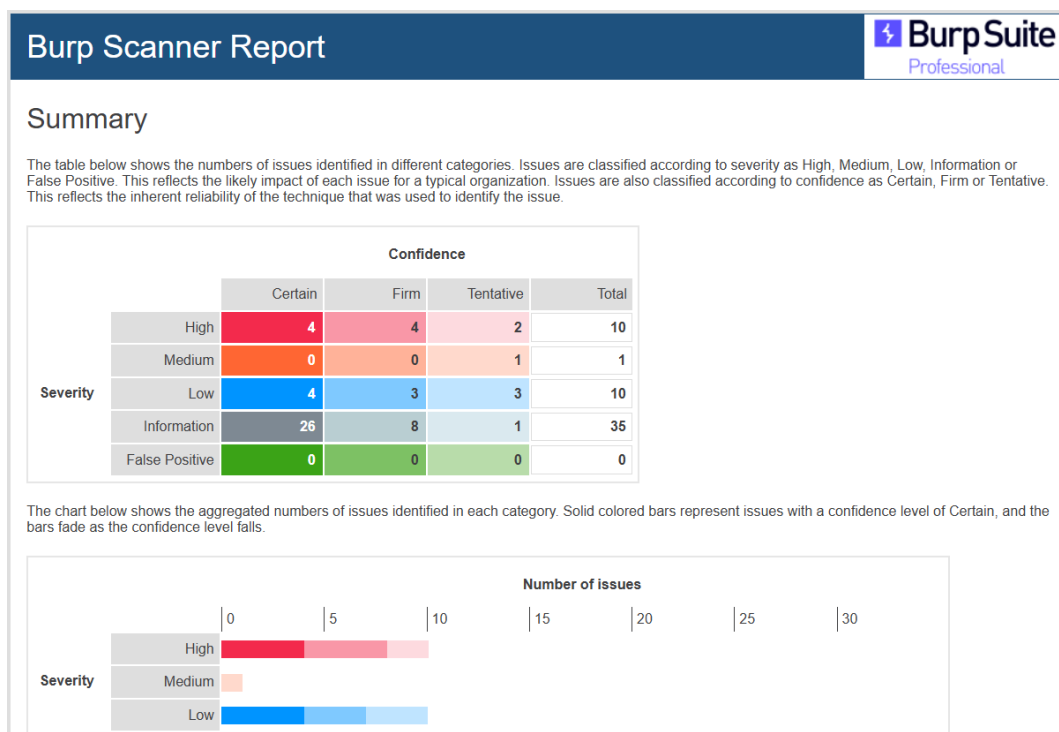 Burp Scanner Report
Burp Suite
Professional
Summary
The table below shows the numbers of issues identified in different categories. Issues are classified according to severity as High, Medium, Low, Information or
False Positive. This reflects the likely impact of each issue for a typical organization. Issues are also classified according to confidence as Certain, Firm or Tentative.
This reflects the inherent reliability of the technique that was used to identify the issue.
Confidence
Certain Firm Tentative Total
High 4 4 2 10
Medium 0 0 1 1
Severity Low 4 3 3 10
Information 26 8 1 35
False Positive 0 0 0 0
The chart below shows the aggregated numbers of issues identified in each category. Solid colored bars represent issues with a confidence level of Certain, and the
bars fade as the confidence level falls.
Number of issues
0 5 10 15 20 25 30
High
Severity Medium
Low